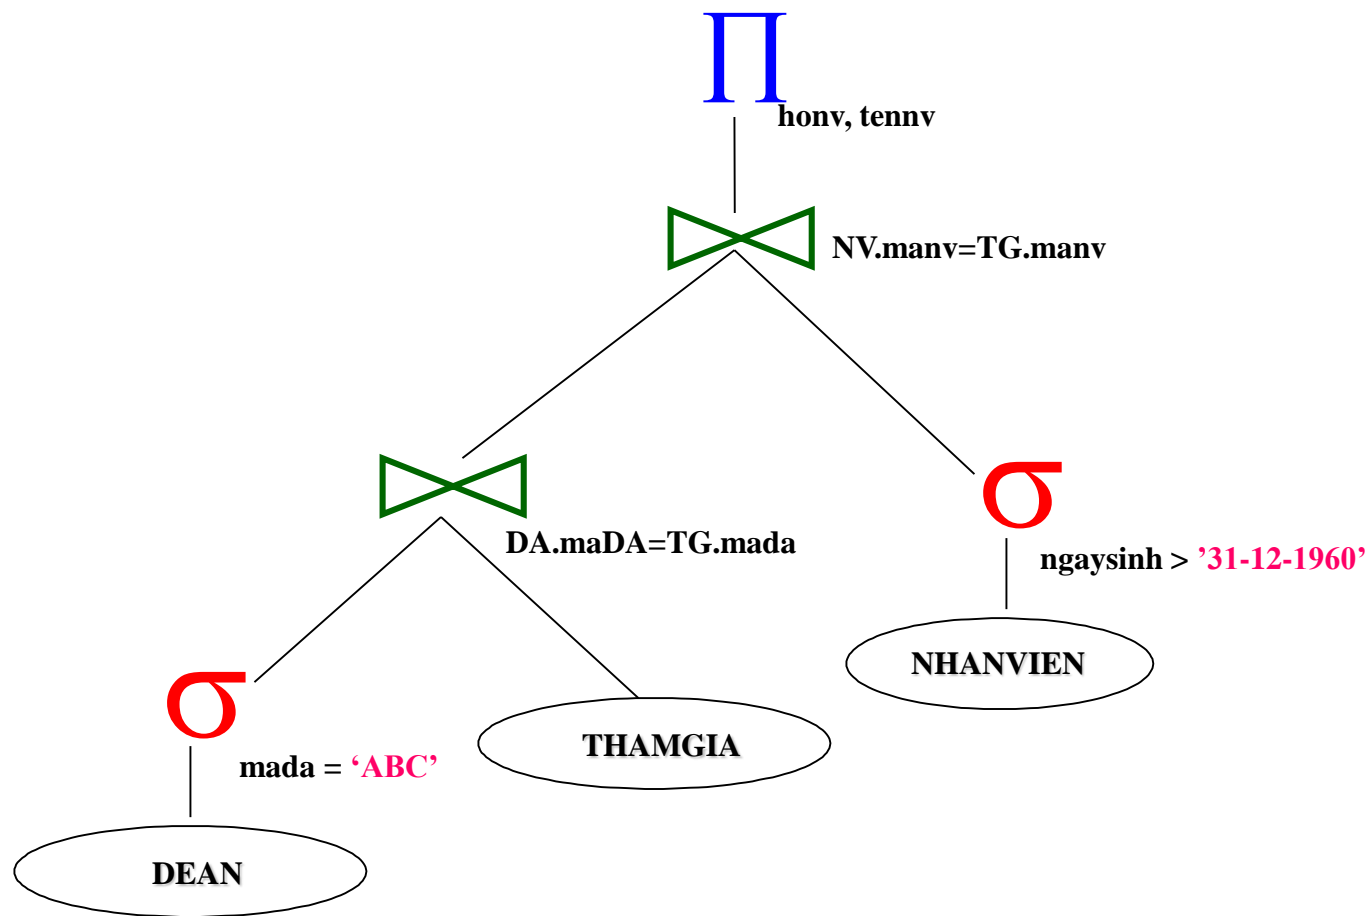 ∏
honv, tennv
NV.manv=TG.manv
σ
DA.maDA=TG.mada
ngaysinh > ’31-12-1960’
NHANVIEN
σ
THAMGIA
mada = ‘ABC’
DEAN